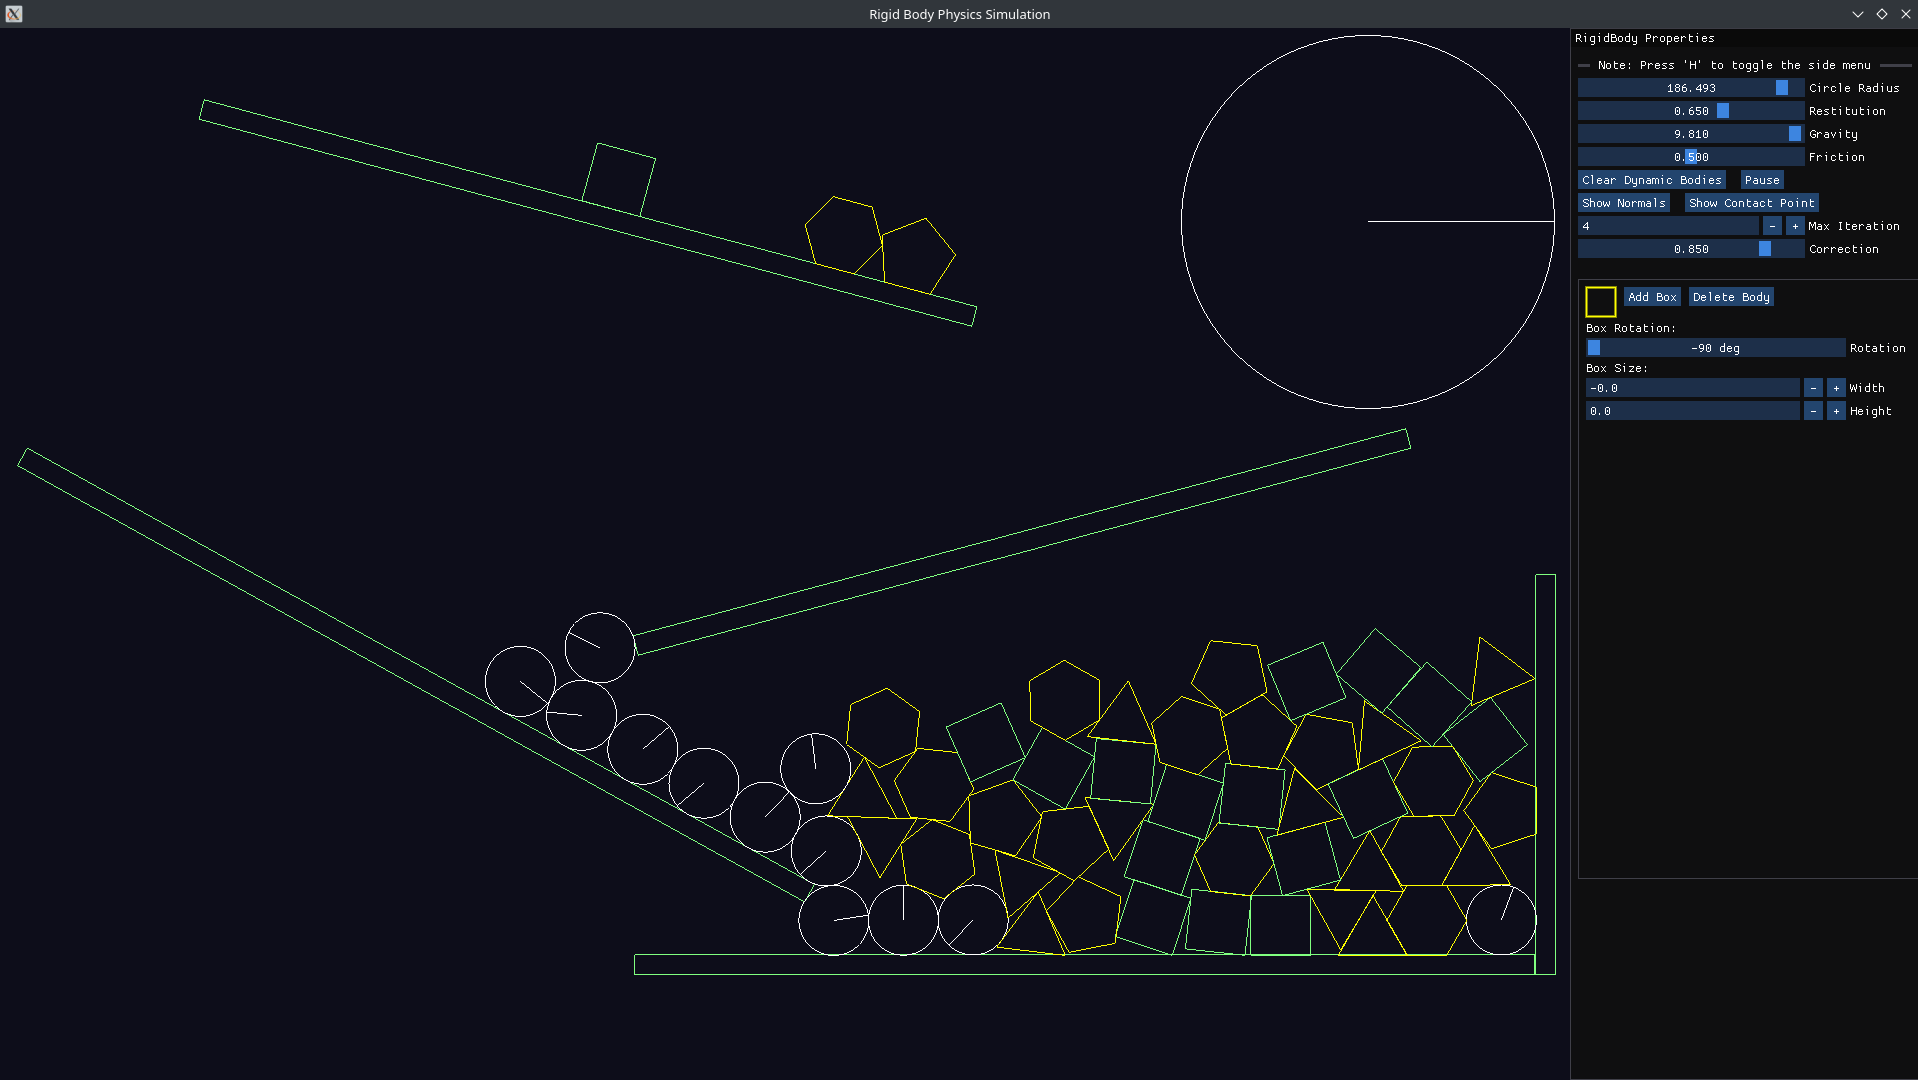 Rigid Body Physics Simulation
RigidBody Properties
Note: Press 'H' to toggle the side menu
186.493 Circle Radius
0.650 Restitution
9.810 Gravity
0.500 Friction
Clear Dynamic Bodies Pause
Show Normals Show Contact Point
4 - + Max Iteration
0.850 Correction
Add Box Delete Body
Box Rotation:
-90 deg Rotation
Box Size:
-0.0 - + Width
0.0 - + Height